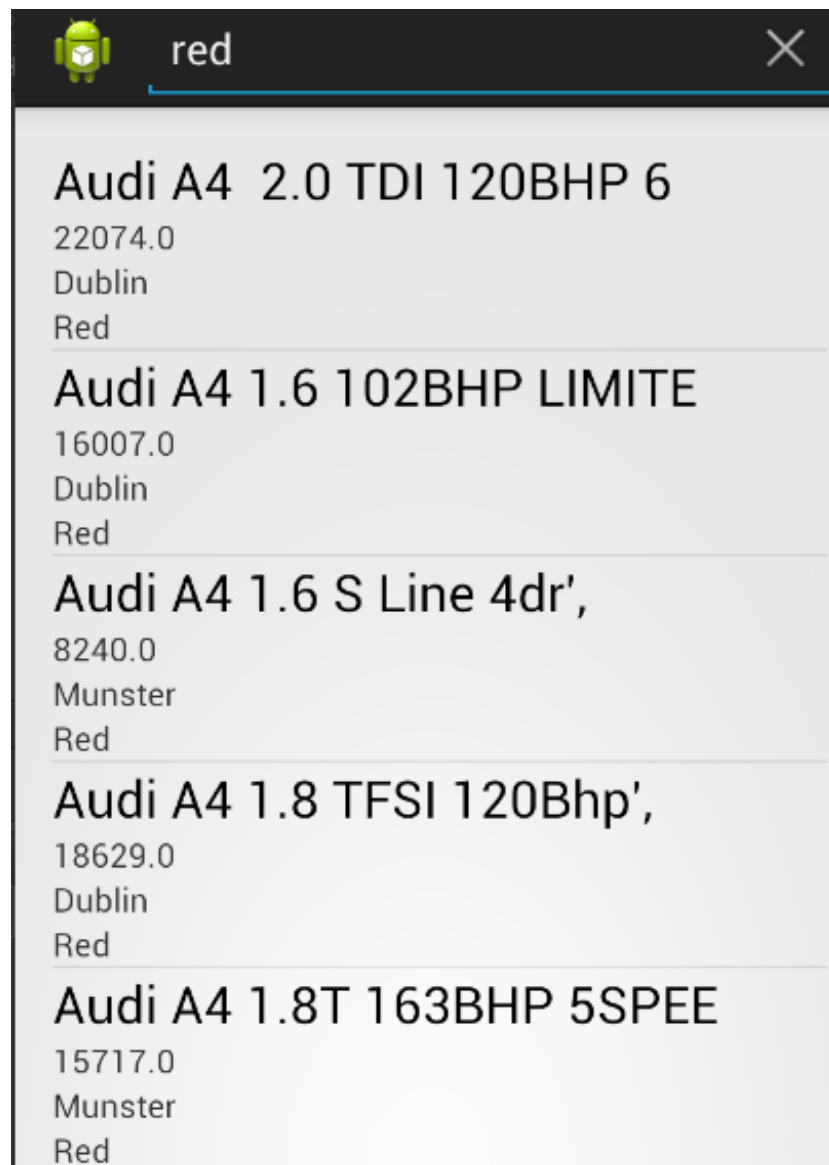 red
Audi A4  2.0 TDI 120BHP 6
22074.0
Dublin
Red
Audi A4 1.6 102BHP LIMITE
16007.0
Dublin
Red
Audi A4 1.6 S Line 4dr',
8240.0
Munster
Red
Audi A4 1.8 TFSI 120Bhp',
18629.0
Dublin
Red
Audi A4 1.8T 163BHP 5SPEE
15717.0
Munster
Red